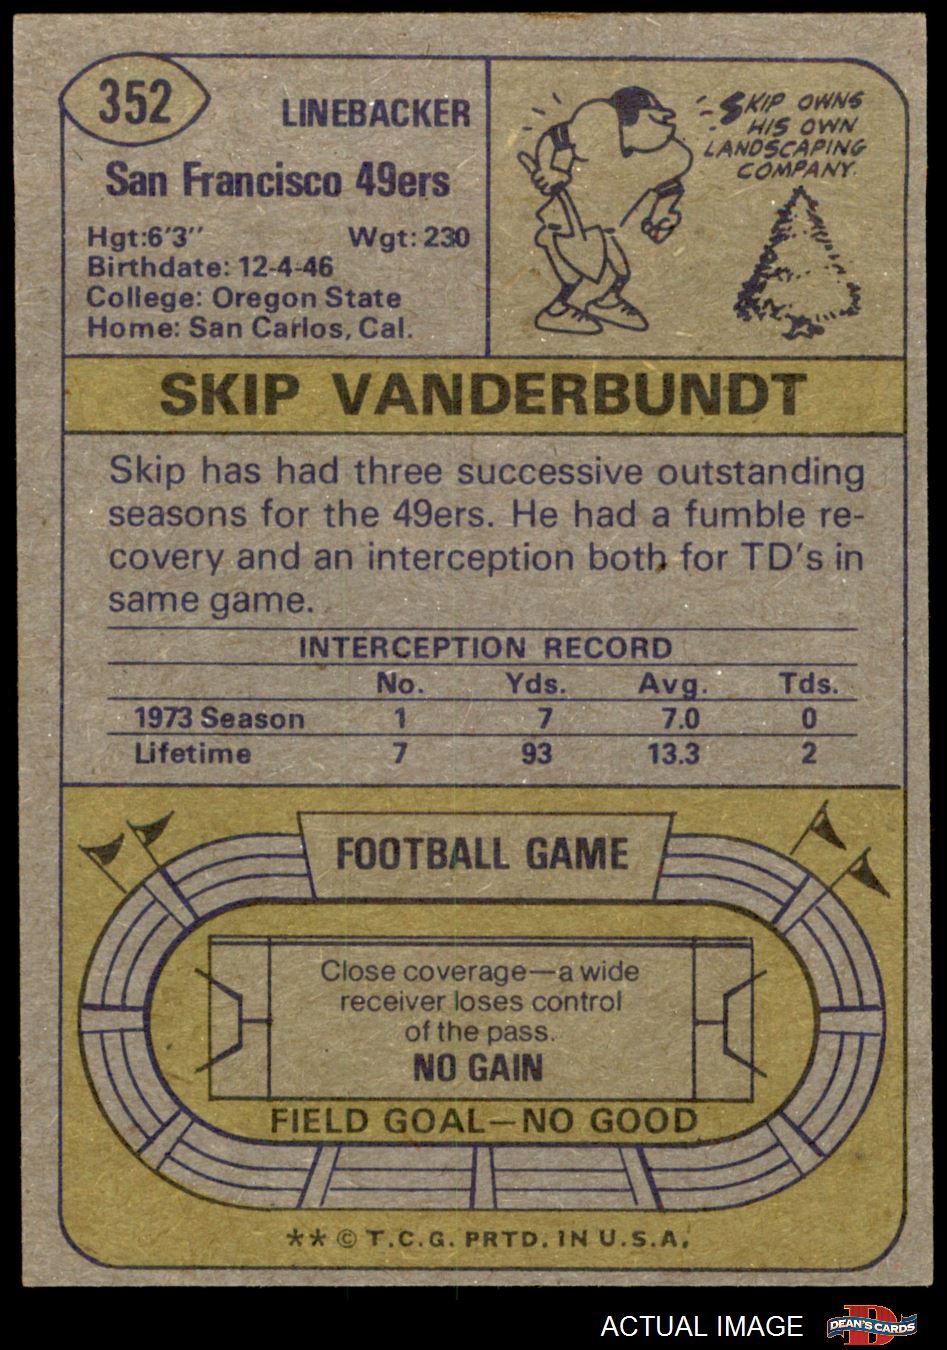 352
LINEBACKER
San Francisco 49ers
Hgt:6'3" Wgt: 230
Birthdate: 12-4-46
College: Oregon State
Home: San Carlos, Cal.
SKIP OWNS
HIS OWN
LANDSCAPING
COMPANY.
SKIP VANDERBUNDT
Skip has had three successive outstanding
seasons for the 49ers. He had a fumble re-
covery and an interception both for TD's in
same game.
INTERCEPTION RECORD
No. Yds. Avg. Tds.
1973 Season 1 7 7.0 0
Lifetime 7 93 13.3 2
FOOTBALL GAME
Close coverage—a wide
receiver loses control
of the pass.
NO GAIN
FIELD GOAL—NO GOOD
** © T.C.G. PRTD. IN U.S.A.
ACTUAL IMAGE
DEAN'S CARDS